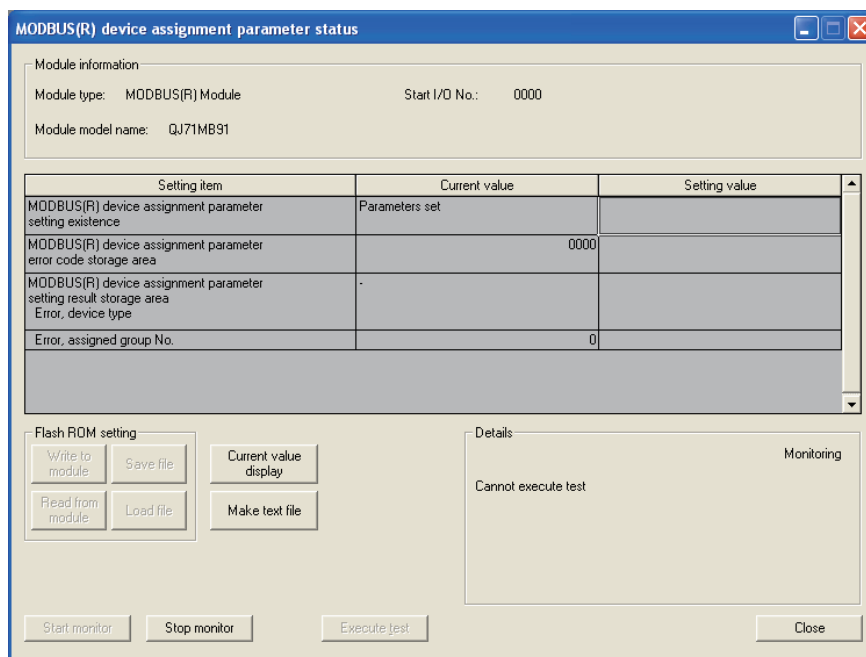 MODBUS(R) device assignment parameter status
Module information
Module type: MODBUS(R) Module Start I/O No.: 0000
Module model name: QJ71MB91
Setting item Current value Setting value
MODBUS(R) device assignment parameter
setting existence
Parameters set
MODBUS(R) device assignment parameter
error code storage area
0000
MODBUS(R) device assignment parameter
setting result storage area
Error, device type
-
Error, assigned group No. 0
Flash ROM setting
Write to
module
Save file
Read from
module
Load file
Current value
display
Make text file
Details
Monitoring
Cannot execute test
Start monitor Stop monitor Execute test Close